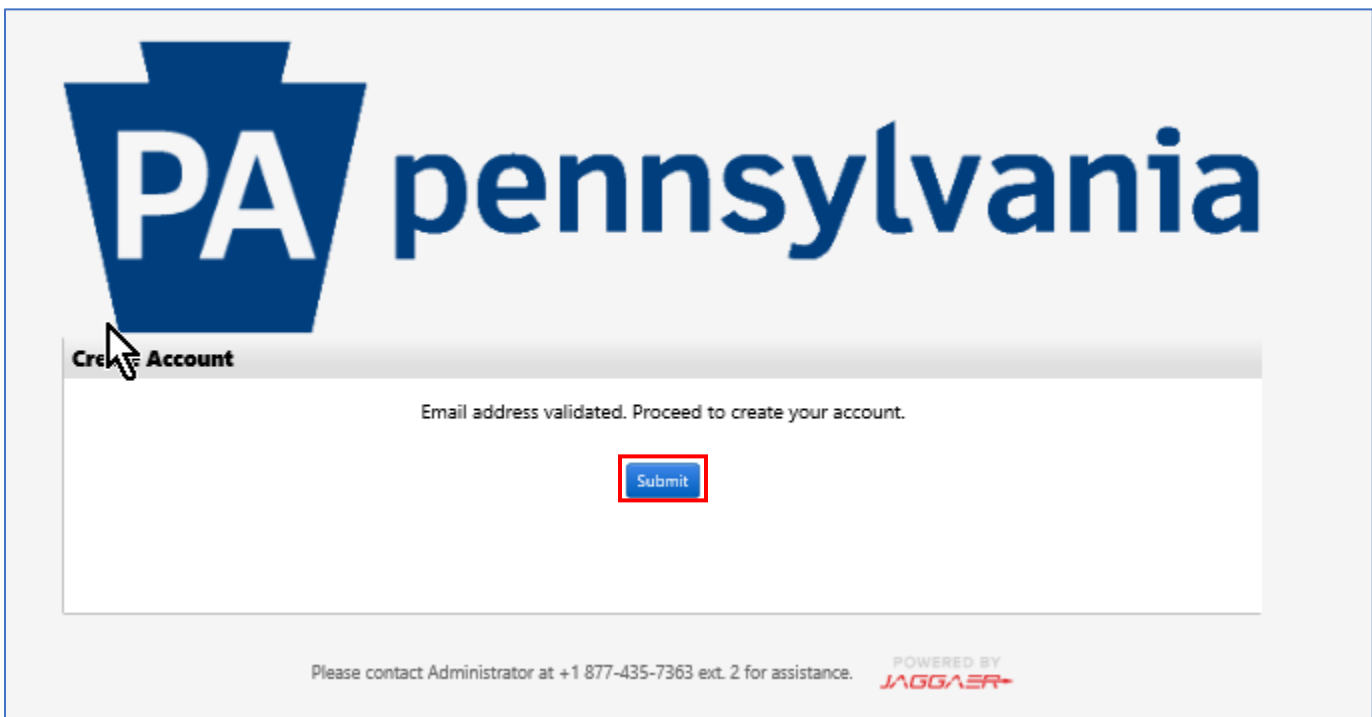 PA pennsylvania
Create Account
Email address validated. Proceed to create your account.
Submit
Please contact Administrator at +1 877-435-7363 ext. 2 for assistance.
POWERED BY
JAGGAER